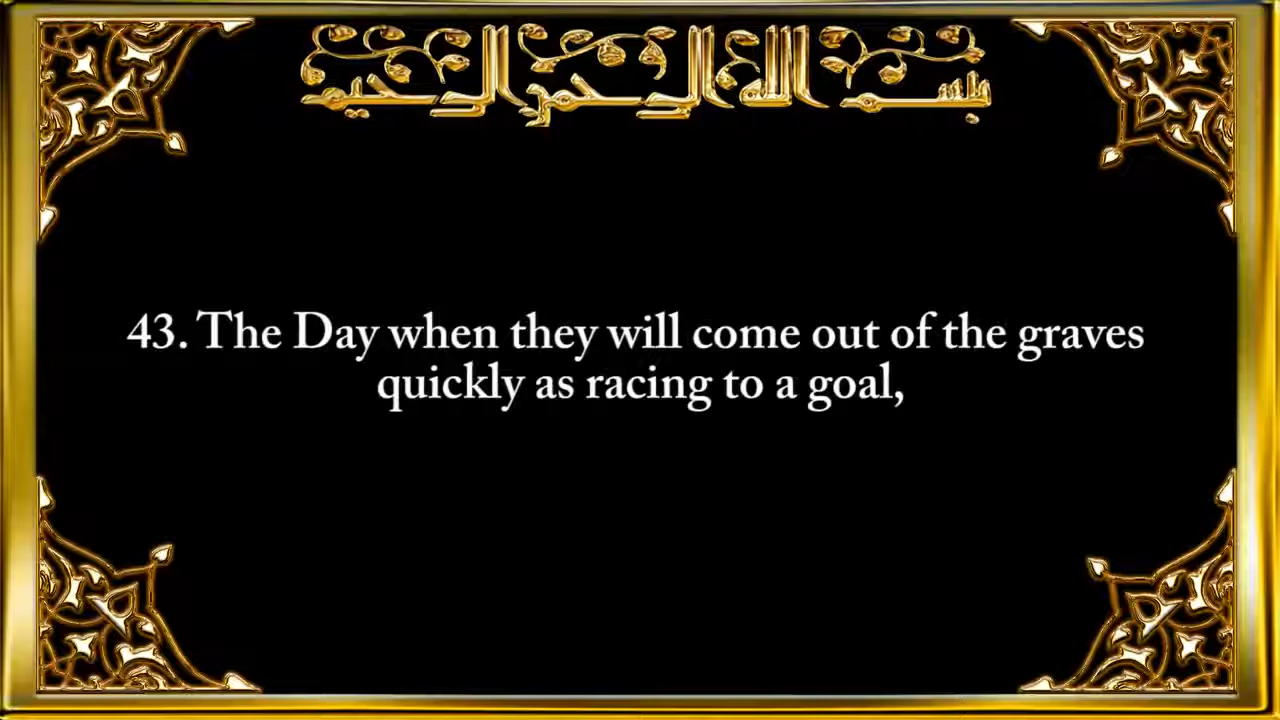 بسم الله الرحمن الرحيم
43. The Day when they will come out of the graves
quickly as racing to a goal,